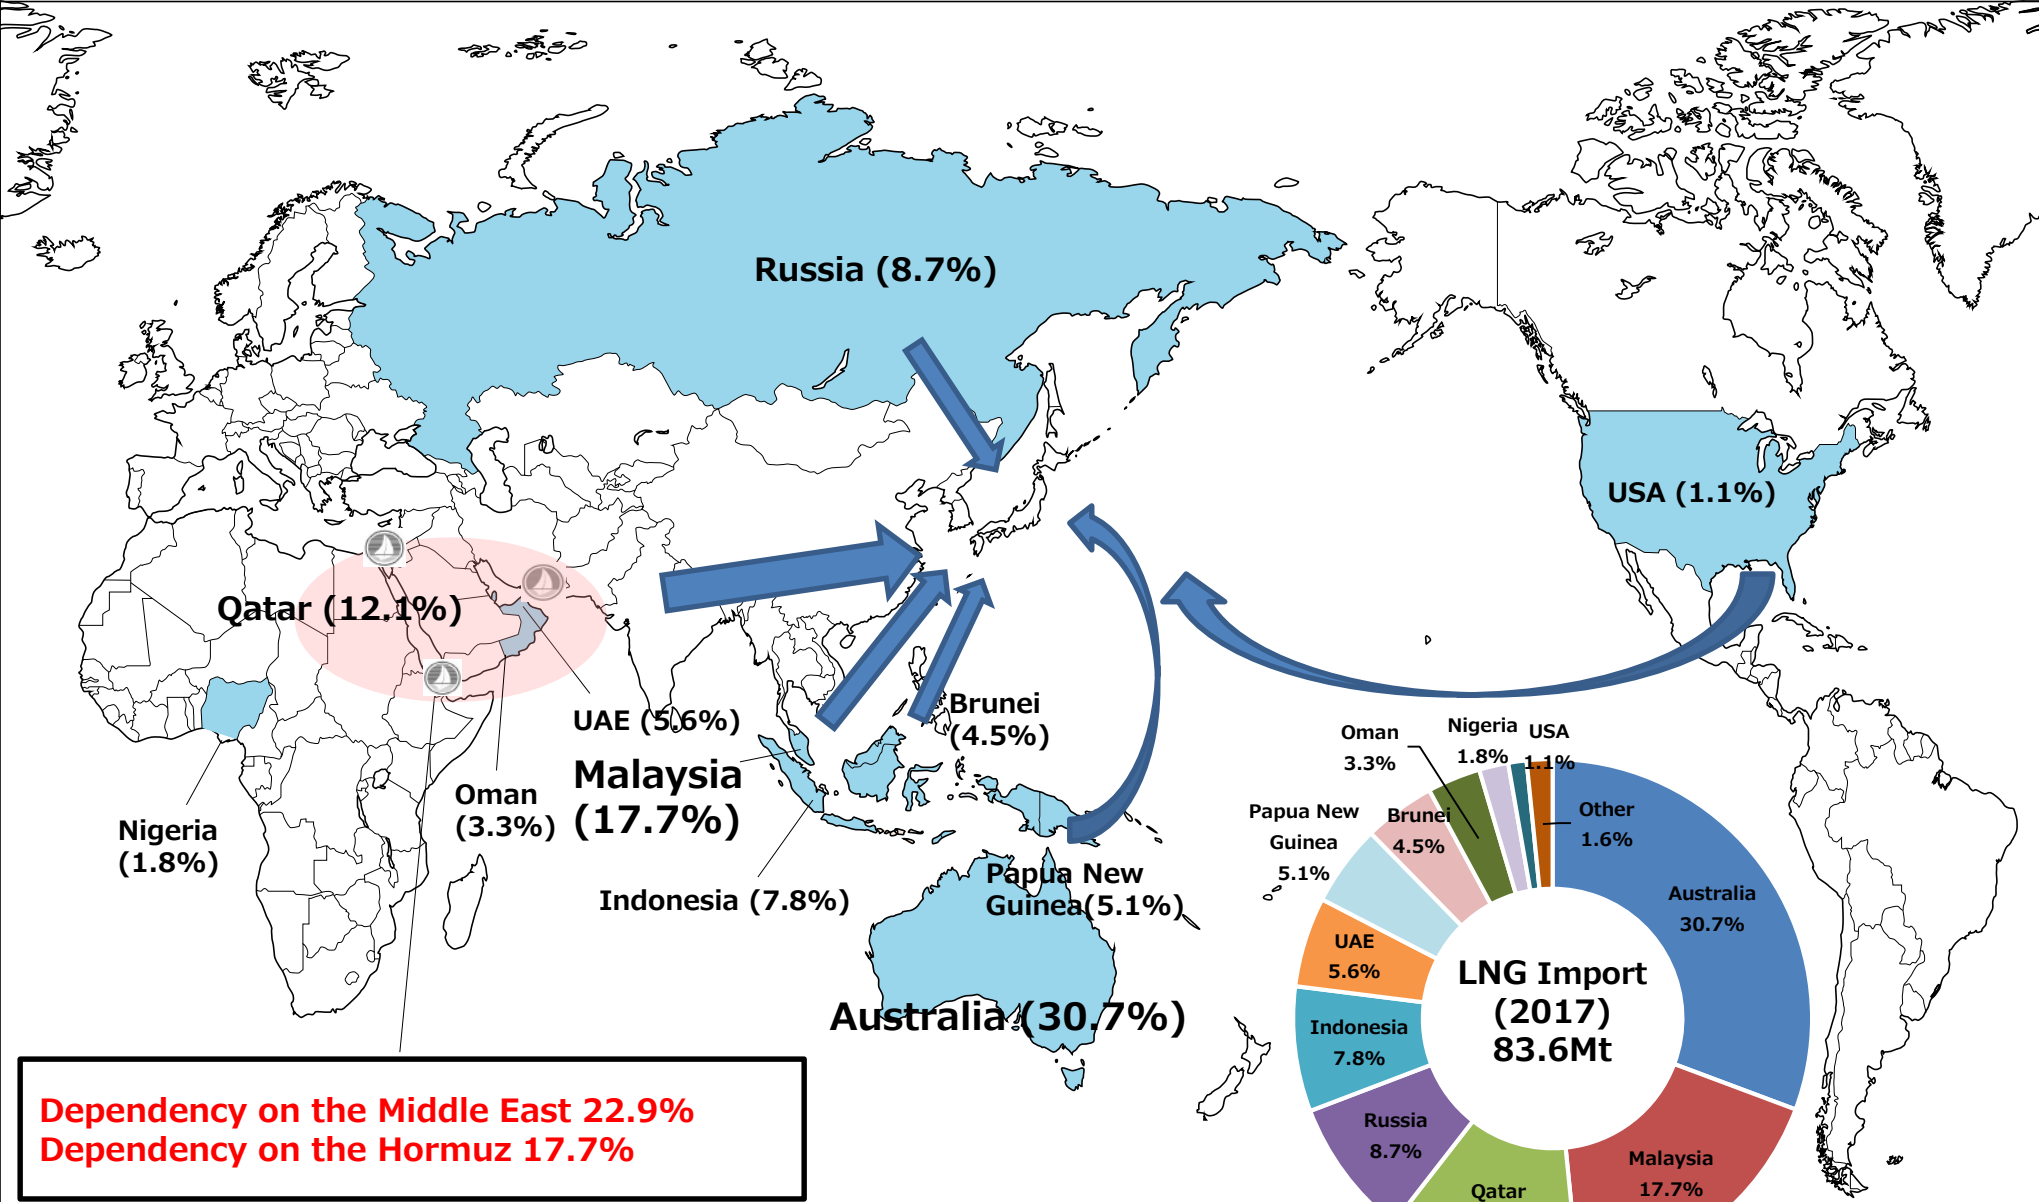 Russia (8.7%)
USA (1.1%)
Qatar (12.1%)
UAE (5.6%)
Brunei
(4.5%)
Malaysia
(17.7%)
Oman
(3.3%)
Nigeria
(1.8%)
Indonesia (7.8%)
Papua New
Guinea(5.1%)
Australia (30.7%)
Dependency on the Middle East 22.9%
Dependency on the Hormuz 17.7%
Oman
3.3%
Nigeria
1.8%
USA
1.1%
Other
1.6%
Papua New
Guinea
5.1%
Brunei
4.5%
Australia
30.7%
UAE
5.6%
LNG Import
(2017)
83.6Mt
Indonesia
7.8%
Russia
8.7%
Malaysia
17.7%
Qatar